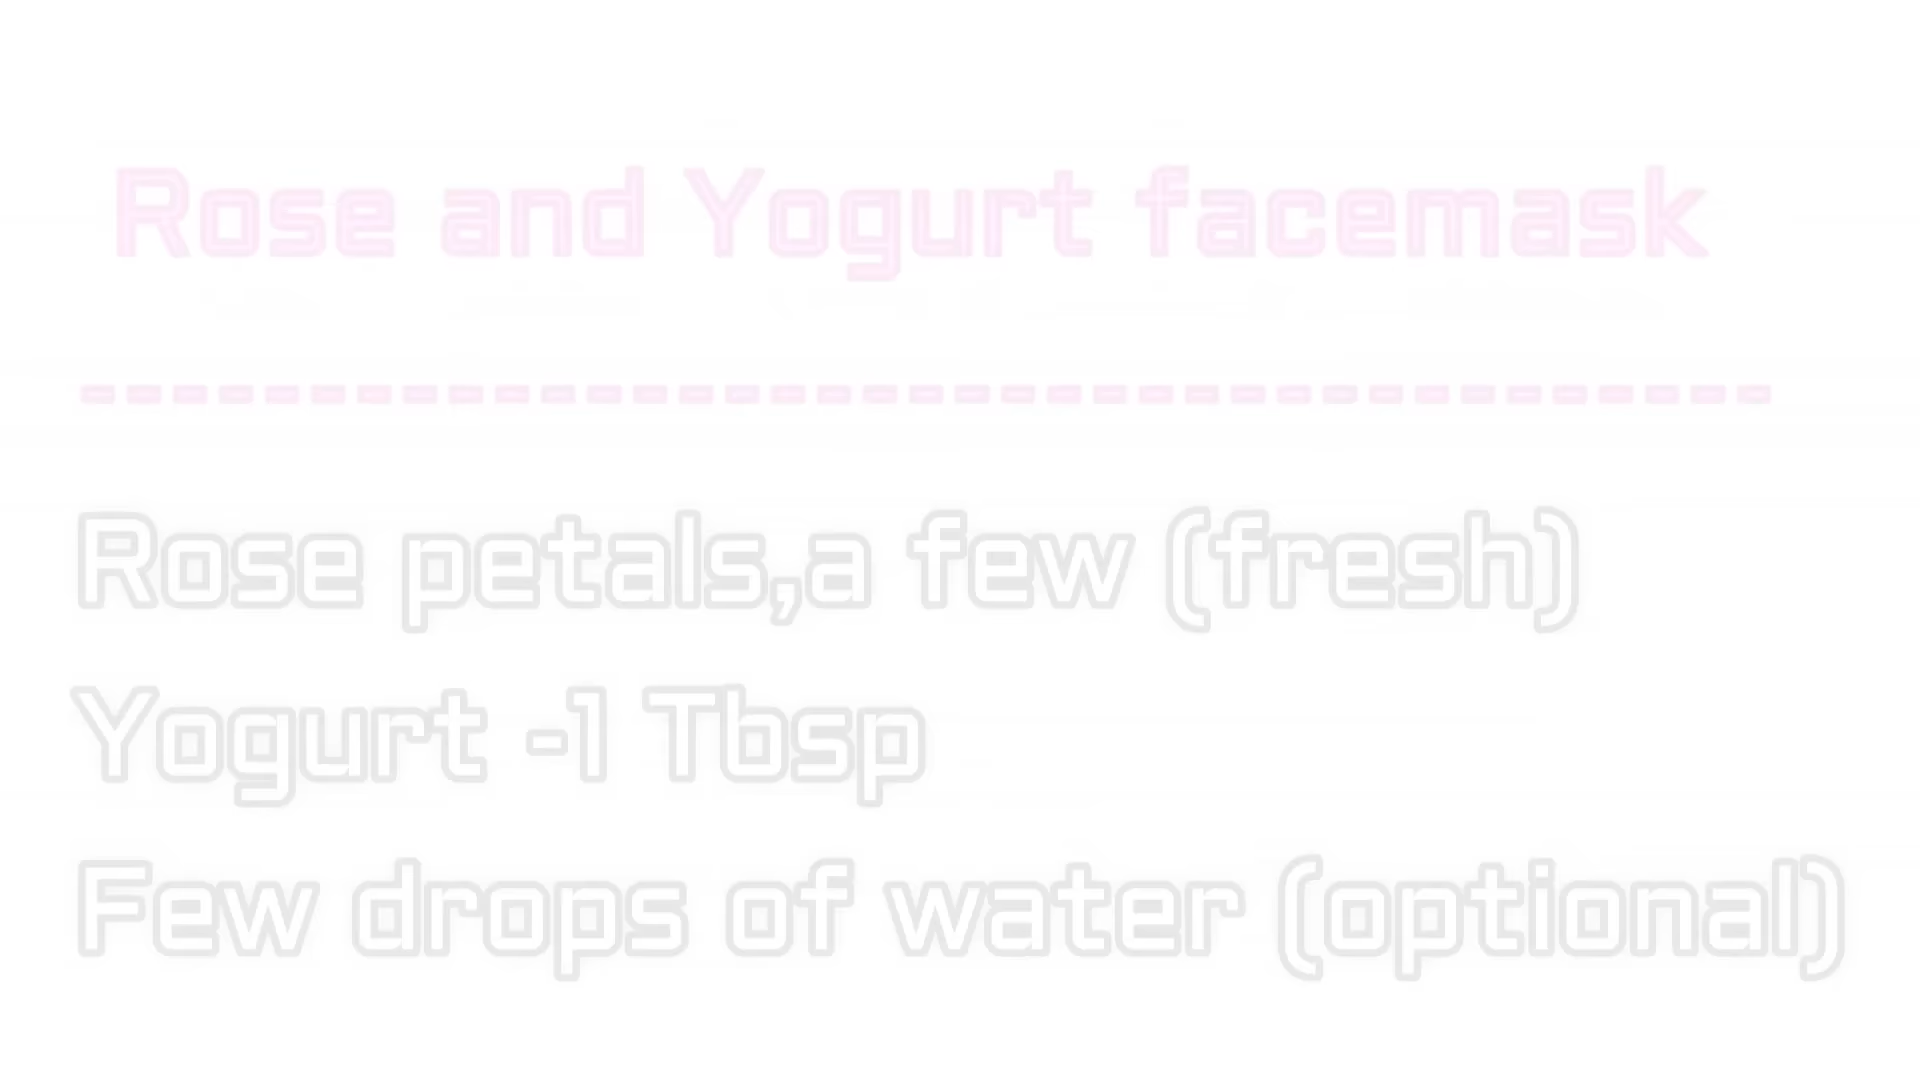 Rose and Yogurt facemask
-------------------------------------
Rose petals,a few (fresh)
Yogurt -1 Tbsp
Few drops of water (optional)